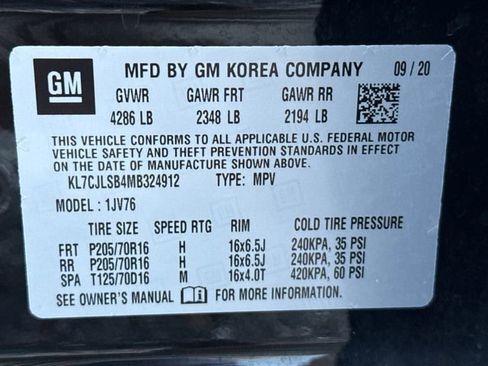 GM
MFD BY GM KOREA COMPANY 09 / 20
GVWR GAWR FRT GAWR RR
4286 LB 2348 LB 2194 LB
THIS VEHICLE CONFORMS TO ALL APPLICABLE U.S. FEDERAL MOTOR
VEHICLE SAFETY AND THEFT PREVENTION STANDARDS IN EFFECT
ON THE DATE OF MANUFACTURE SHOWN ABOVE.
KL7CJLSB4MB324912 TYPE: MPV
MODEL : 1JV76
TIRE SIZE SPEED RTG RIM COLD TIRE PRESSURE
FRT P205/70R16 H 16x6.5J 240KPA, 35 PSI
RR P205/70R16 H 16x6.5J 240KPA, 35 PSI
SPA T125/70D16 M 16x4.0T 420KPA, 60 PSI
SEE OWNER'S MANUAL FOR MORE INFORMATION.